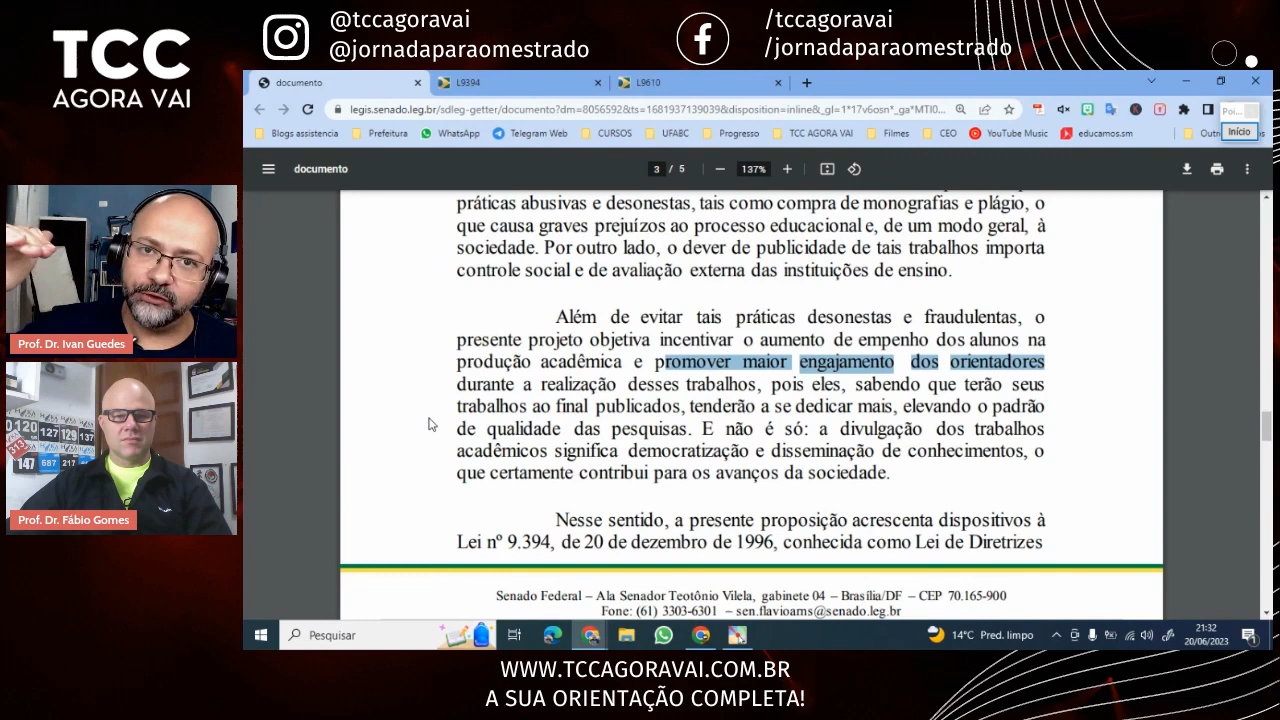 TCC
AGORA VAI
@tccagoravai
@jornadaparaomestrado
/tccagoravai
/jornadaparaomestrado
documento
L9394
L9610
legis.senado.leg.br/sdleg-getter/documento?dm=8056592&ts=1681937139039&disposition=inline&_gl=1*17v6osn*_ga*MTI0...
Poi...
Início
Blogs assistencia
Prefeitura
WhatsApp
Telegram Web
CURSOS
UFABC
Progresso
TCC AGORA VAI
Filmes
CEO
YouTube Music
educamos.sm
documento
3 / 5
137%
práticas abusivas e desonestas, tais como compra de monografias e plágio, o
que causa graves prejuízos ao processo educacional e, de um modo geral, à
sociedade. Por outro lado, o dever de publicidade de tais trabalhos importa
controle social e de avaliação externa das instituições de ensino.
Além de evitar tais práticas desonestas e fraudulentas, o
presente projeto objetiva incentivar o aumento de empenho dos alunos na
produção acadêmica e promover maior engajamento dos orientadores
durante a realização desses trabalhos, pois eles, sabendo que terão seus
trabalhos ao final publicados, tenderão a se dedicar mais, elevando o padrão
de qualidade das pesquisas. E não é só: a divulgação dos trabalhos
acadêmicos significa democratização e disseminação de conhecimentos, o
que certamente contribui para os avanços da sociedade.
Nesse sentido, a presente proposição acrescenta dispositivos à
Lei nº 9.394, de 20 de dezembro de 1996, conhecida como Lei de Diretrizes
Senado Federal – Ala Senador Teotônio Vilela, gabinete 04 – Brasília/DF – CEP 70.165-900
Fone: (61) 3303-6301 – sen.flavioarns@senado.leg.br
Prof. Dr. Ivan Guedes
0120
127
129
137
313
147
687
217
Prof. Dr. Fábio Gomes
Pesquisar
14°C Pred. limpo
21:32
20/06/2023
WWW.TCCAGORAVAI.COM.BR
A SUA ORIENTAÇÃO COMPLETA!